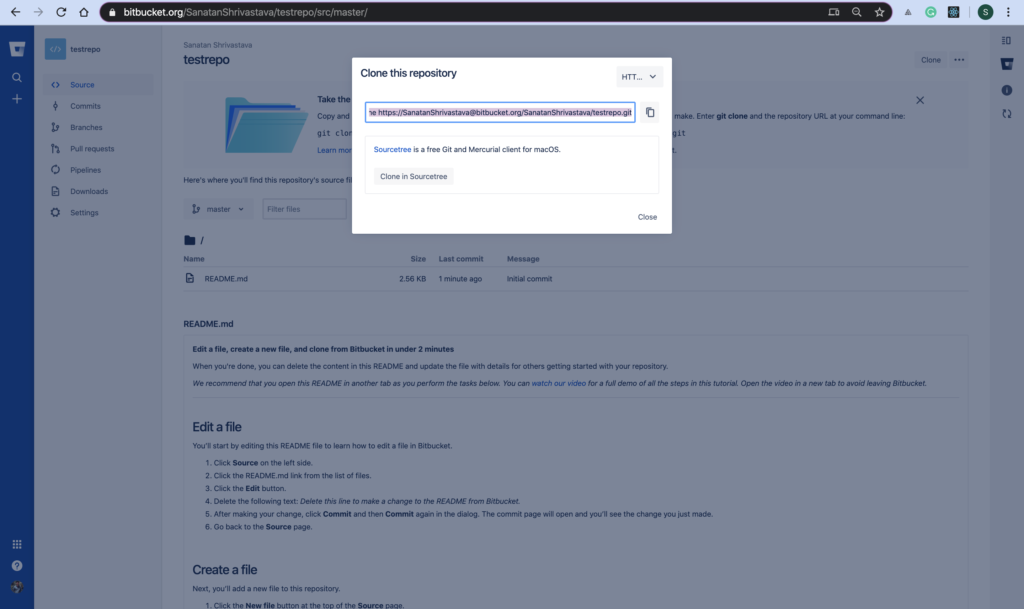 bitbucket.org/SanatanShrivastava/testrepo/src/master/
S
testrepo
Source
Commits
Branches
Pull requests
Pipelines
Downloads
Settings
Sanatan Shrivastava
testrepo
Clone
Take the
Copy and
make. Enter git clone and the repository URL at your command line:
git clon
git
Learn mor
t.
Here's where you'll find this repository's source fil
master
Filter files
Clone this repository
HTT...
ne https://SanatanShrivastava@bitbucket.org/SanatanShrivastava/testrepo.git
Sourcetree is a free Git and Mercurial client for macOS.
Clone in Sourcetree
Close
/
Name Size Last commit Message
README.md 2.56 KB 1 minute ago Initial commit
README.md
Edit a file, create a new file, and clone from Bitbucket in under 2 minutes
When you're done, you can delete the content in this README and update the file with details for others getting started with your repository.
We recommend that you open this README in another tab as you perform the tasks below. You can watch our video for a full demo of all the steps in this tutorial. Open the video in a new tab to avoid leaving Bitbucket.
Edit a file
You'll start by editing this README file to learn how to edit a file in Bitbucket.
1. Click Source on the left side.
2. Click the README.md link from the list of files.
3. Click the Edit button.
4. Delete the following text: Delete this line to make a change to the README from Bitbucket.
5. After making your change, click Commit and then Commit again in the dialog. The commit page will open and you'll see the change you just made.
6. Go back to the Source page.
Create a file
Next, you'll add a new file to this repository.
1. Click the New file button at the top of the Source page.